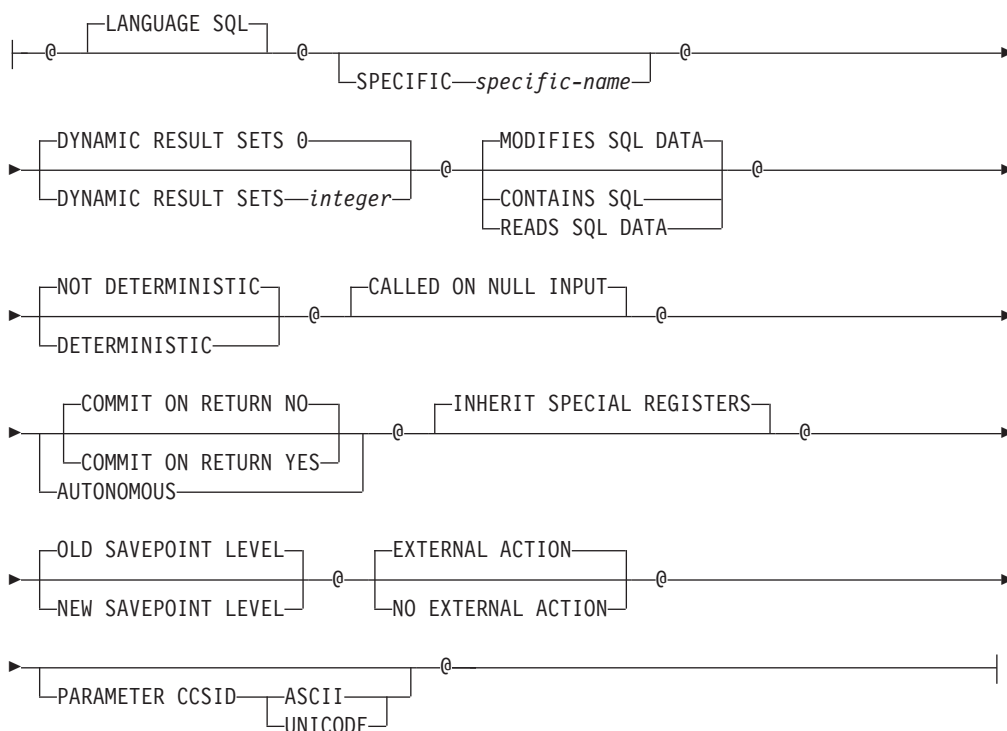 LANGUAGE SQL
@ @ @
SPECIFIC specific-name
DYNAMIC RESULT SETS 0 MODIFIES SQL DATA
@ @
DYNAMIC RESULT SETS integer CONTAINS SQL
READS SQL DATA
NOT DETERMINISTIC CALLED ON NULL INPUT
@ @
DETERMINISTIC
COMMIT ON RETURN NO INHERIT SPECIAL REGISTERS
@ @
COMMIT ON RETURN YES
AUTONOMOUS
OLD SAVEPOINT LEVEL EXTERNAL ACTION
@ @
NEW SAVEPOINT LEVEL NO EXTERNAL ACTION
@
PARAMETER CCSID ASCII
UNICODE